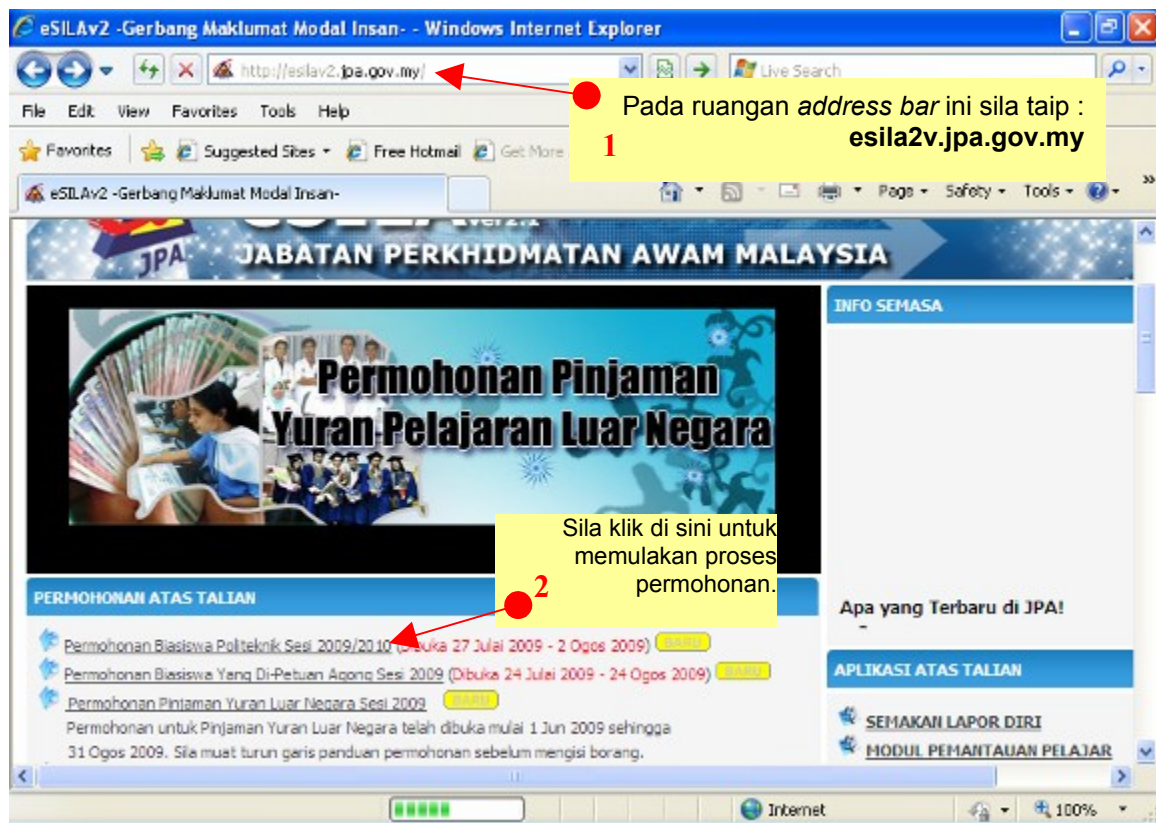 eSILAv2 -Gerbang Maklumat Modal Insan- - Windows Internet Explorer
http://esilav2.jpa.gov.my/
Live Search
File Edit View Favorites Tools Help
Favorites Suggested Sites Free Hotmail Get More
eSILAv2 -Gerbang Maklumat Modal Insan-
Page Safety Tools »
1
Pada ruangan address bar ini sila taip :
esila2v.jpa.gov.my
JPA JABATAN PERKHIDMATAN AWAM MALAYSIA
Permohonan Pinjaman
Yuran Pelajaran Luar Negara
INFO SEMASA
Apa yang Terbaru di JPA!
2
Sila klik di sini untuk
memulakan proses
permohonan.
PERMOHONAN ATAS TALIAN
Permohonan Biasiswa Politeknik Sesi 2009/2010 (Dibuka 27 Julai 2009 - 2 Ogos 2009) BARU
Permohonan Biasiswa Yang Di-Petuan Agong Sesi 2009 (Dibuka 24 Julai 2009 - 24 Ogos 2009) BARU
Permohonan Pinjaman Yuran Luar Negara Sesi 2009 BARU
Permohonan untuk Pinjaman Yuran Luar Negara telah dibuka mulai 1 Jun 2009 sehingga
31 Ogos 2009. Sila muat turun garis panduan permohonan sebelum mengisi borang.
APLIKASI ATAS TALIAN
SEMAKAN LAPOR DIRI
MODUL PEMANTAUAN PELAJAR
Internet
100%